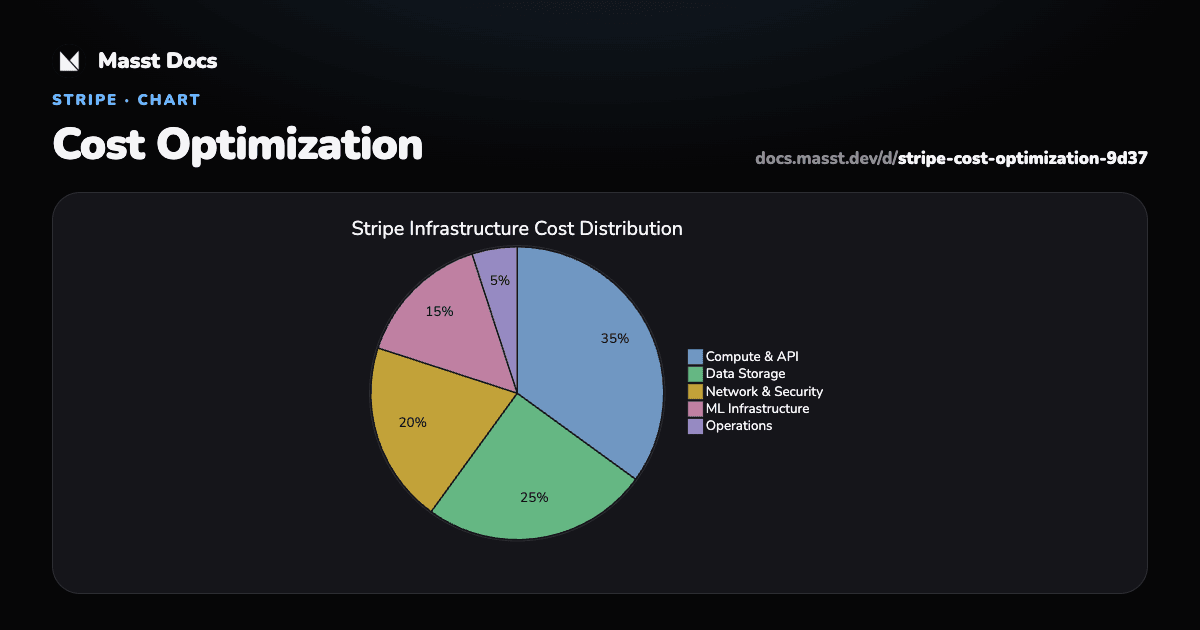 Masst Docs
STRIPE · CHART
Cost Optimization
docs.masst.dev/d/stripe-cost-optimization-9d37
Stripe Infrastructure Cost Distribution
5%
15%
35%
20%
25%
Compute & API
Data Storage
Network & Security
ML Infrastructure
Operations